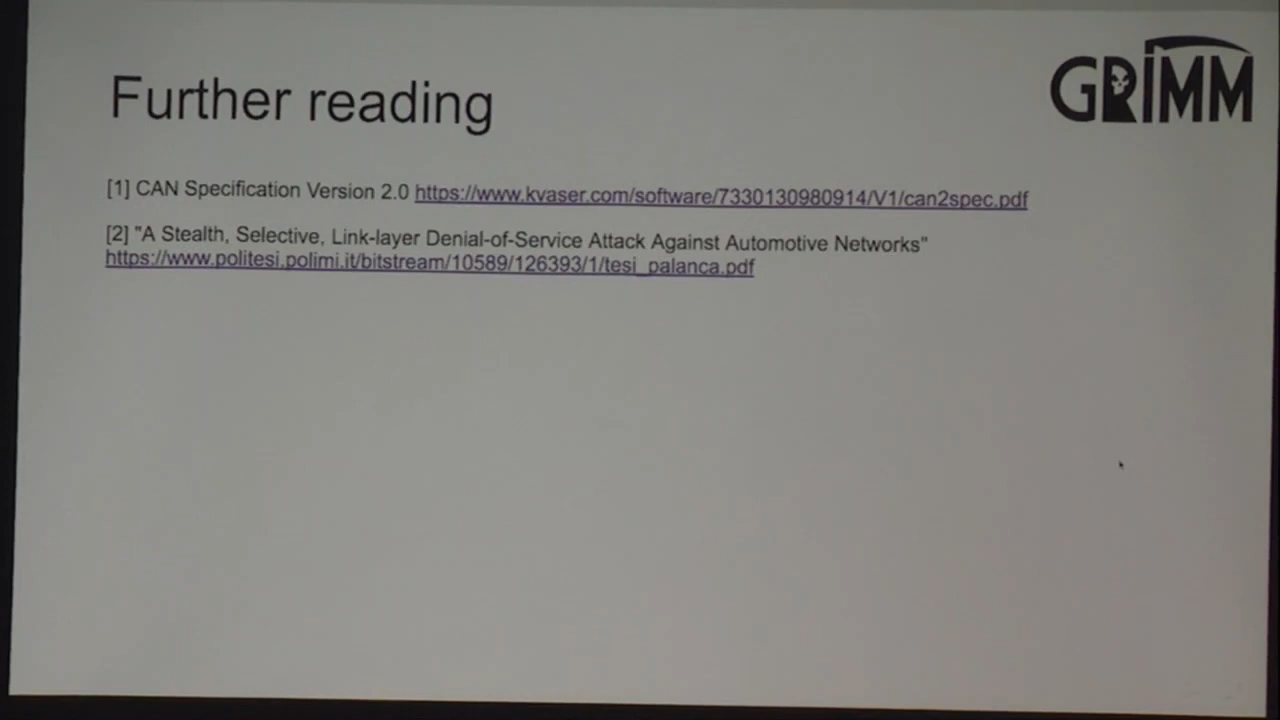 GRIMM
Further reading
[1] CAN Specification Version 2.0 https://www.kvaser.com/software/7330130980914/V1/can2spec.pdf
[2] "A Stealth, Selective, Link-layer Denial-of-Service Attack Against Automotive Networks"
https://www.politesi.polimi.it/bitstream/10589/126393/1/tesi_palanca.pdf